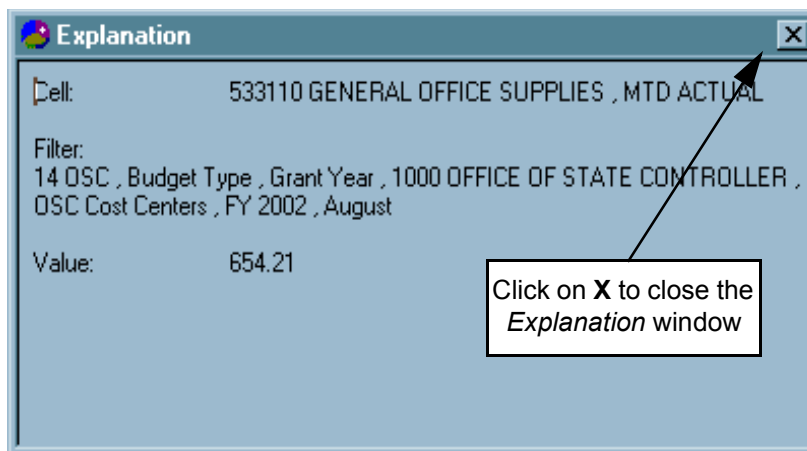 Explanation
X
Cell: 533110 GENERAL OFFICE SUPPLIES , MTD ACTUAL
Filter:
14 OSC , Budget Type , Grant Year , 1000 OFFICE OF STATE CONTROLLER ,
OSC Cost Centers , FY 2002 , August
Value: 654.21
Click on X to close the
Explanation window